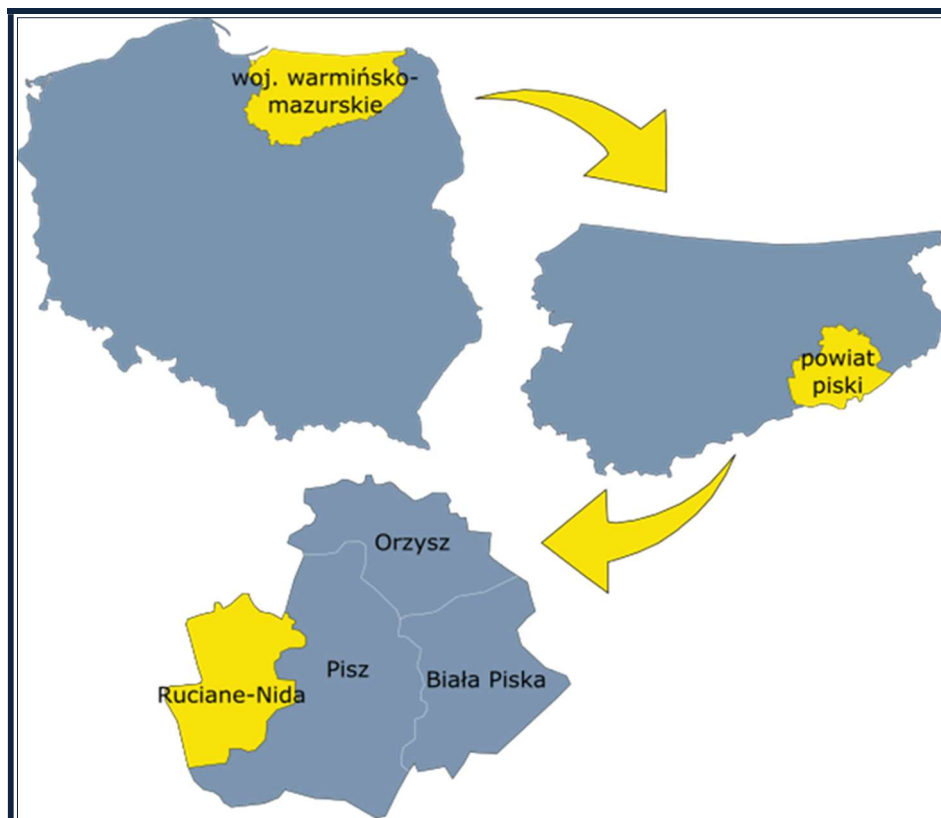 woj. warmińsko-
mazurskie
powiat
piski
Orzysz
Pisz
Biała Piska
Ruciane-Nida